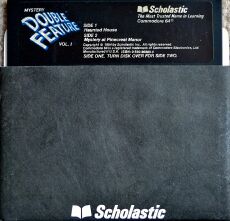 MYSTERY
DOUBLE
FEATURE
VOL. I
SIDE 1
Haunted House
SIDE 2
Mystery at Pinecrest Manor
Scholastic
The Most Trusted Name in Learning
Commodore 64
SIDE ONE. TURN DISK OVER FOR SIDE TWO.
Scholastic